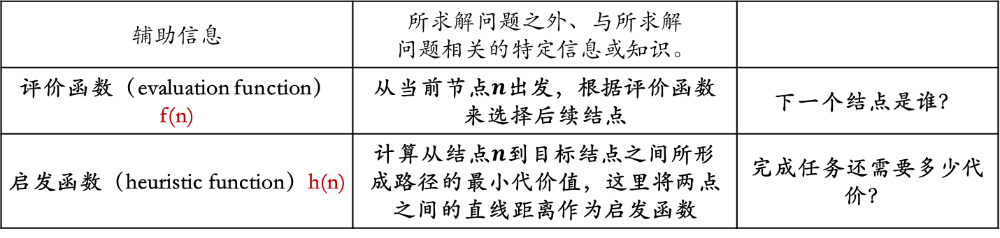 辅助信息
所求解问题之外、与所求解
问题相关的特定信息或知识。
评价函数（evaluation function）
f(n)
从当前节点n出发，根据评价函数
来选择后续结点
下一个结点是谁？
启发函数（heuristic function）h(n)
计算从结点n到目标结点之间所形
成路径的最小代价值，这里将两点
之间的直线距离作为启发函数
完成任务还需要多少代
价？